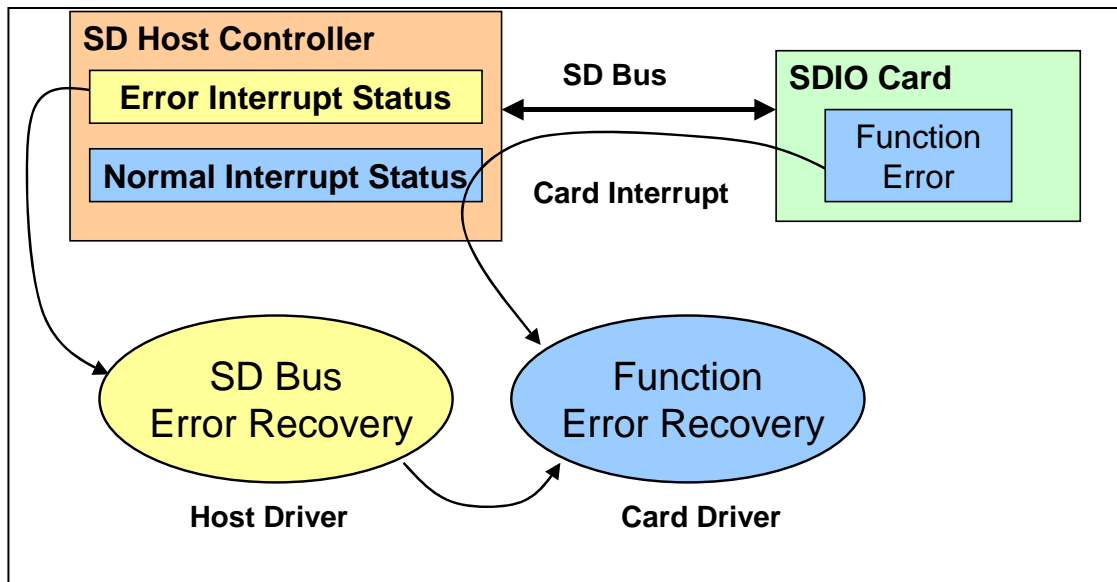 SD Host Controller
Error Interrupt Status
Normal Interrupt Status
SD Bus
SDIO Card
Function
Error
Card Interrupt
SD Bus
Error Recovery
Function
Error Recovery
Host Driver
Card Driver